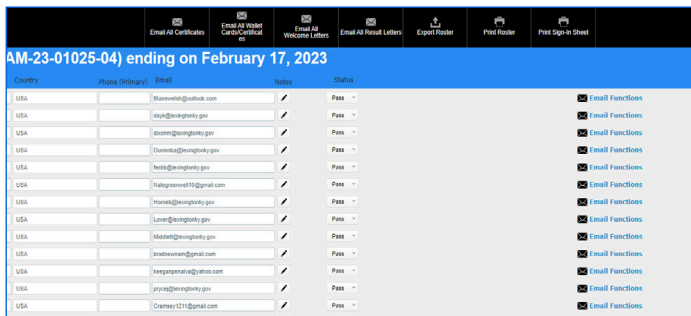 Email All Certificates
Email All Wallet Cards/Certificates
Email All Welcome Letters
Email All Result Letters
Export Roster
Print Roster
Print Sign-In Sheet
AM-23-01025-04) ending on February 17, 2023
Country Phone (Primary) Email Notes Status
USA Blairewelsh@outlook.com Pass Email Functions
USA dayk@lexingtonky.gov Pass Email Functions
USA dixonm@lexingtonky.gov Pass Email Functions
USA Dunenba@lexingtonky.gov Pass Email Functions
USA feckb@lexingtonky.gov Pass Email Functions
USA Nategreenwell10@gmail.com Pass Email Functions
USA Horneb@lexingtonky.gov Pass Email Functions
USA Lover@lexingtonky.gov Pass Email Functions
USA Middlett@lexingtonky.gov Pass Email Functions
USA Pass Email Functions
USA keeganpenalva@yahoo.com Pass Email Functions
USA prycej@lexingtonky.gov Pass Email Functions
USA Cramsey1211@gmail.com Pass Email Functions